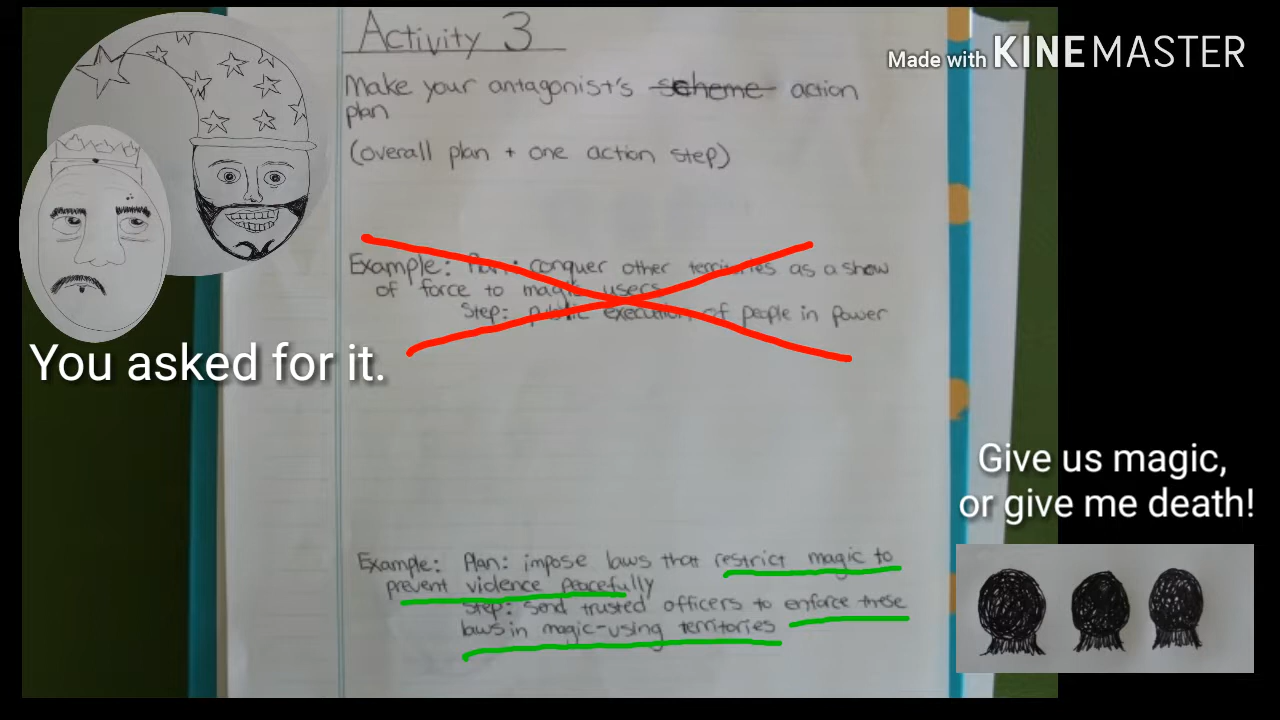 Activity 3
Made with KINEMASTER
Make your antagonist's scheme action
plan
(overall plan + one action step)
Example: Plan: conquer other territories as a show
of force to magic users
Step: public execution of people in power
You asked for it.
Give us magic,
or give me death!
Example: Plan: impose laws that restrict magic to
prevent violence peacefully
Step: send trusted officers to enforce these
laws in magic-using territories